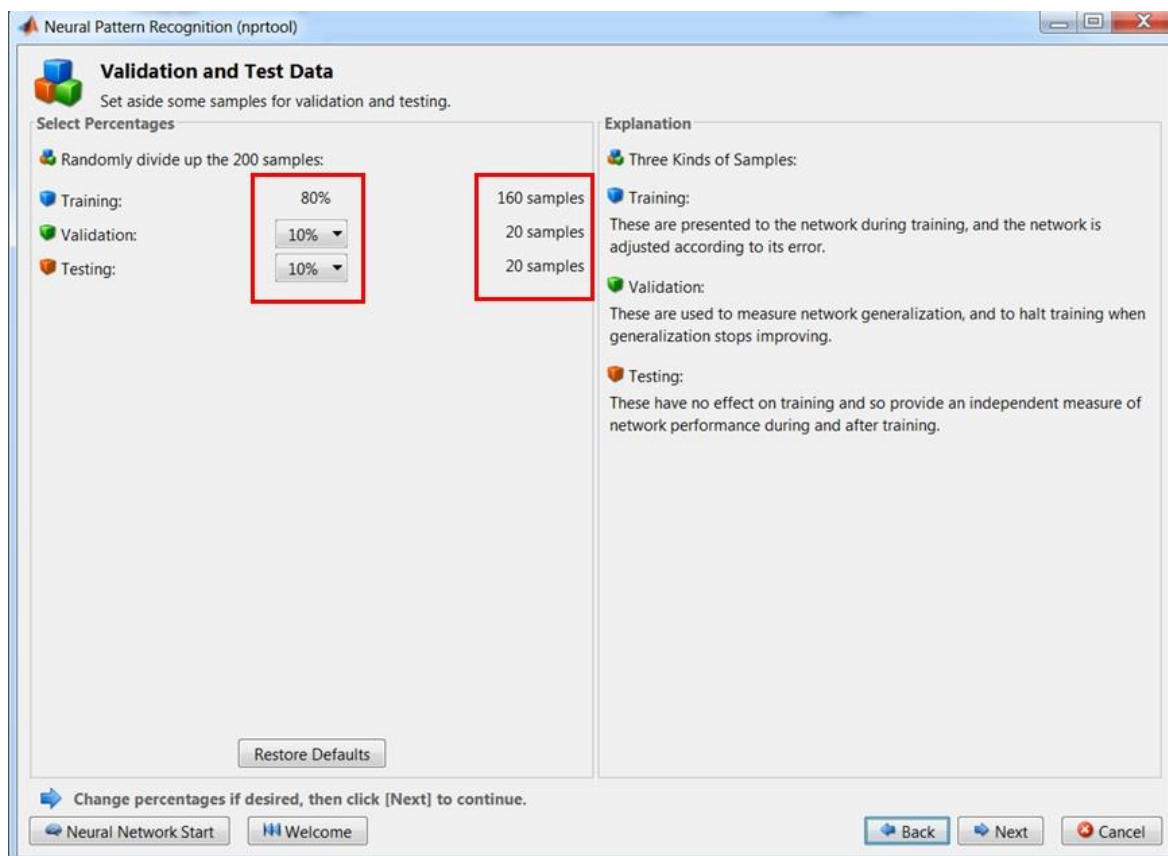 Neural Pattern Recognition (nprtool)
Validation and Test Data
Set aside some samples for validation and testing.
Select Percentages
Randomly divide up the 200 samples:
Training: 80% 160 samples
Validation: 10% 20 samples
Testing: 10% 20 samples
Restore Defaults
Explanation
Three Kinds of Samples:
Training:
These are presented to the network during training, and the network is
adjusted according to its error.
Validation:
These are used to measure network generalization, and to halt training when
generalization stops improving.
Testing:
These have no effect on training and so provide an independent measure of
network performance during and after training.
Change percentages if desired, then click [Next] to continue.
Neural Network Start Welcome Back Next Cancel